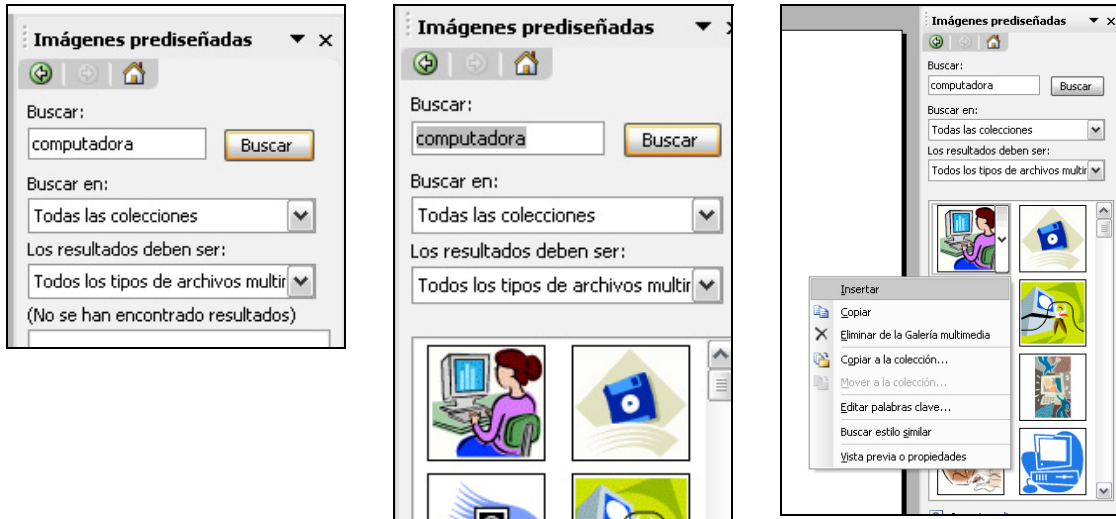 Imágenes prediseñadas
Buscar:
computadora
Buscar
Buscar en:
Todas las colecciones
Los resultados deben ser:
Todos los tipos de archivos multir
(No se han encontrado resultados)
Imágenes prediseñadas
Buscar:
computadora
Buscar
Buscar en:
Todas las colecciones
Los resultados deben ser:
Todos los tipos de archivos multir
Imágenes prediseñadas
Buscar:
computadora
Buscar
Buscar en:
Todas las colecciones
Los resultados deben ser:
Todos los tipos de archivos multir
Insertar
Copiar
Eliminar de la Galería multimedia
Copiar a la colección...
Mover a la colección...
Editar palabras clave...
Buscar estilo similar
Vista previa o propiedades